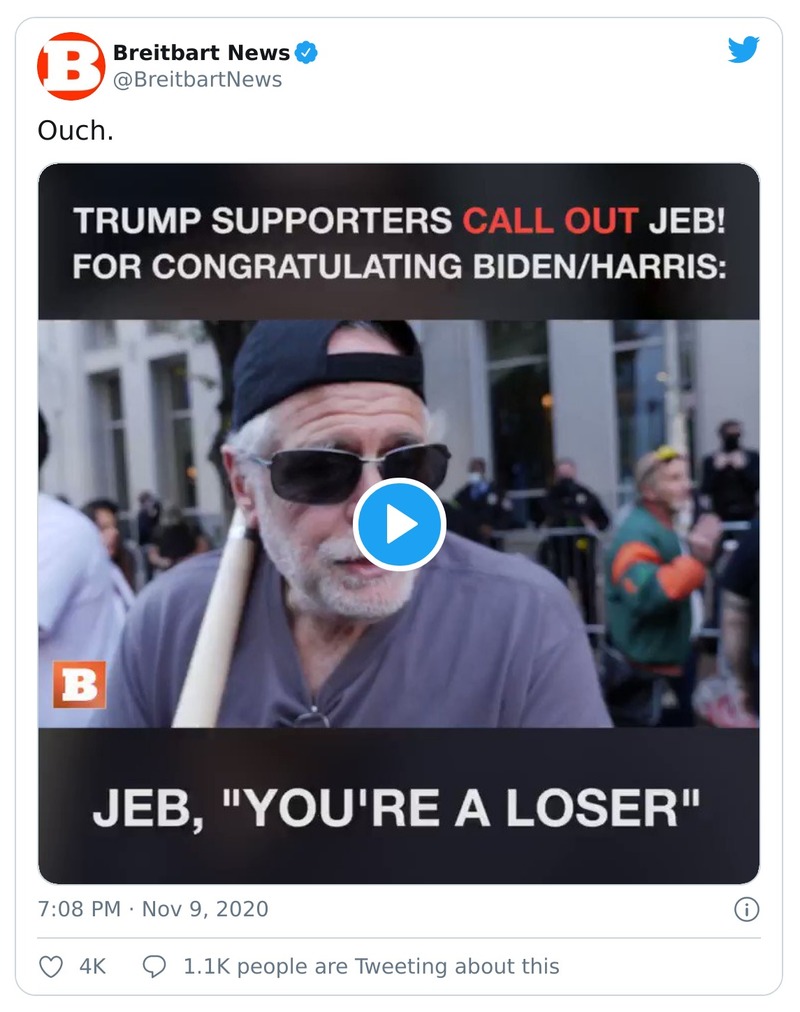 Breitbart News
@BreitbartNews
Ouch.
TRUMP SUPPORTERS CALL OUT JEB!
FOR CONGRATULATING BIDEN/HARRIS:
B
JEB, "YOU'RE A LOSER"
7:08 PM · Nov 9, 2020
4K 1.1K people are Tweeting about this